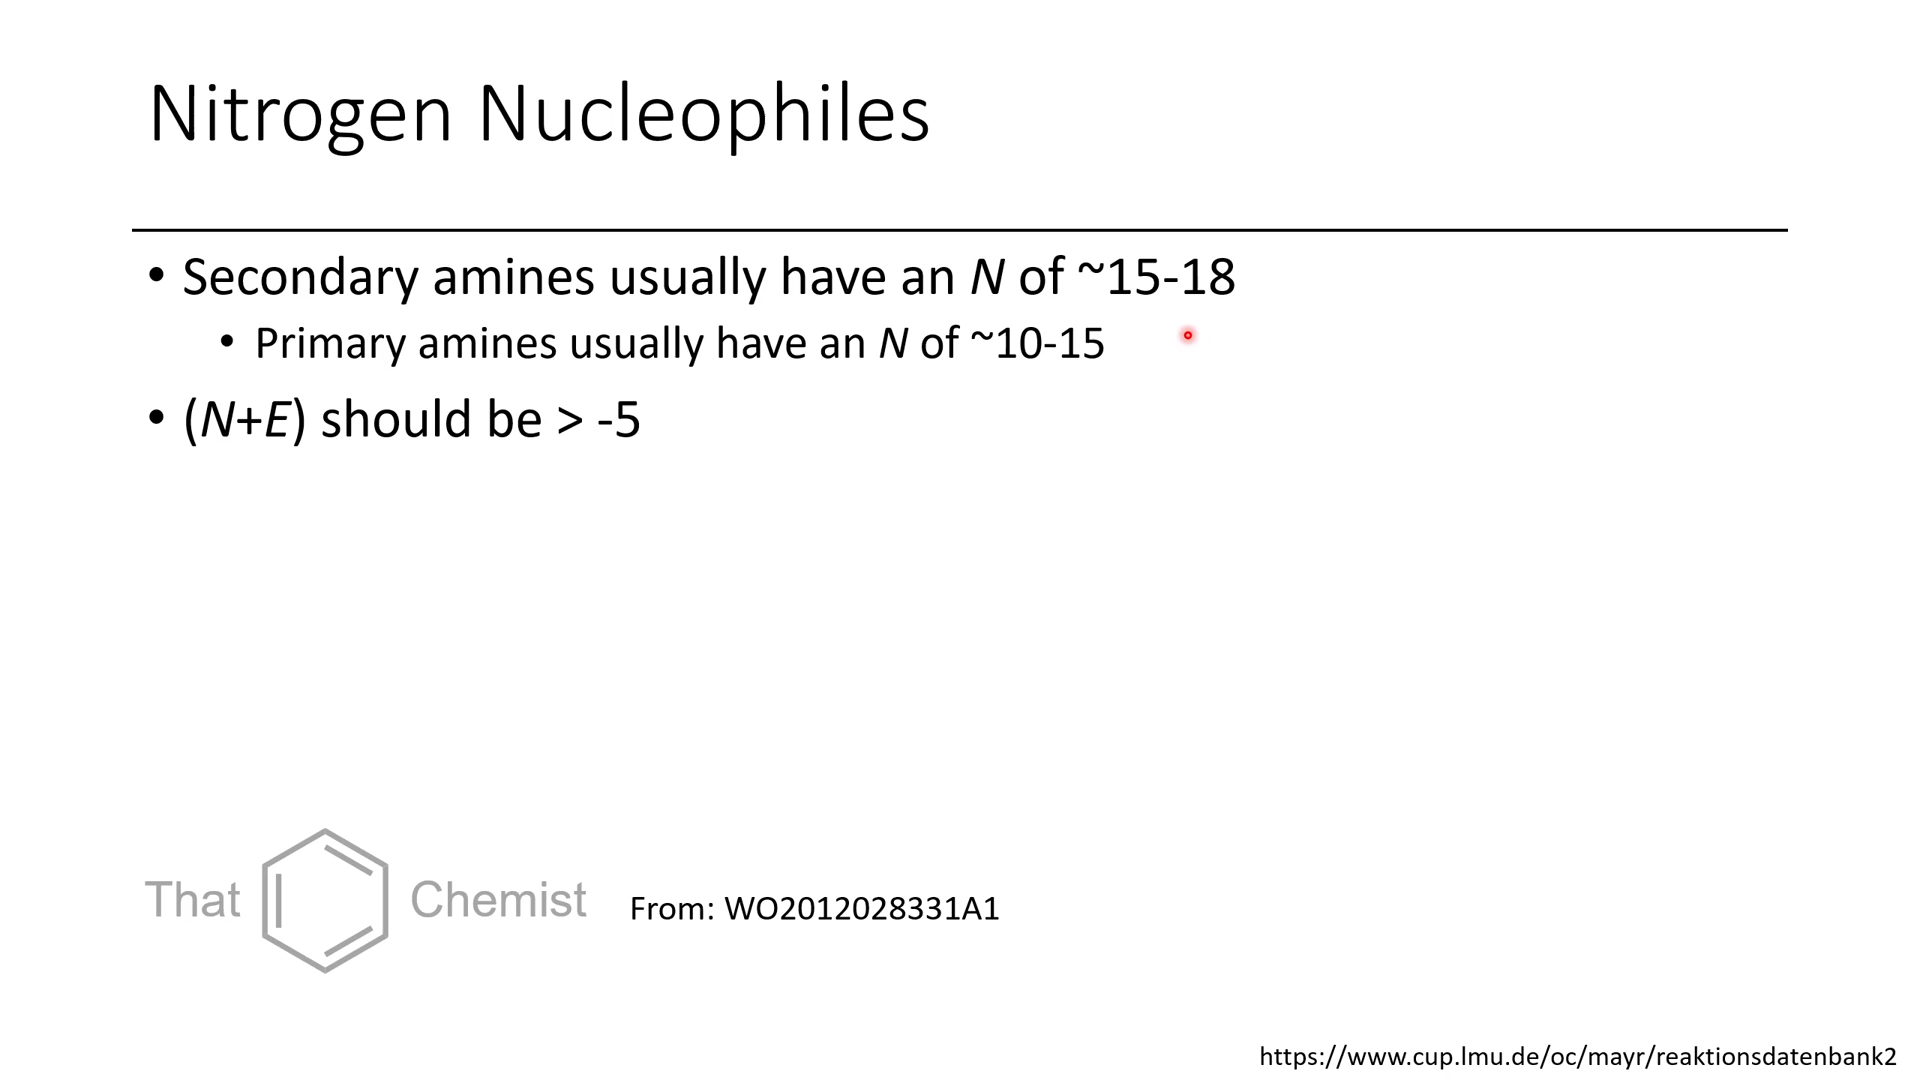 Nitrogen Nucleophiles
• Secondary amines usually have an N of ~15-18
• Primary amines usually have an N of ~10-15
• (N+E) should be > -5
That Chemist
From: WO2012028331A1
https://www.cup.lmu.de/oc/mayr/reaktionsdatenbank2